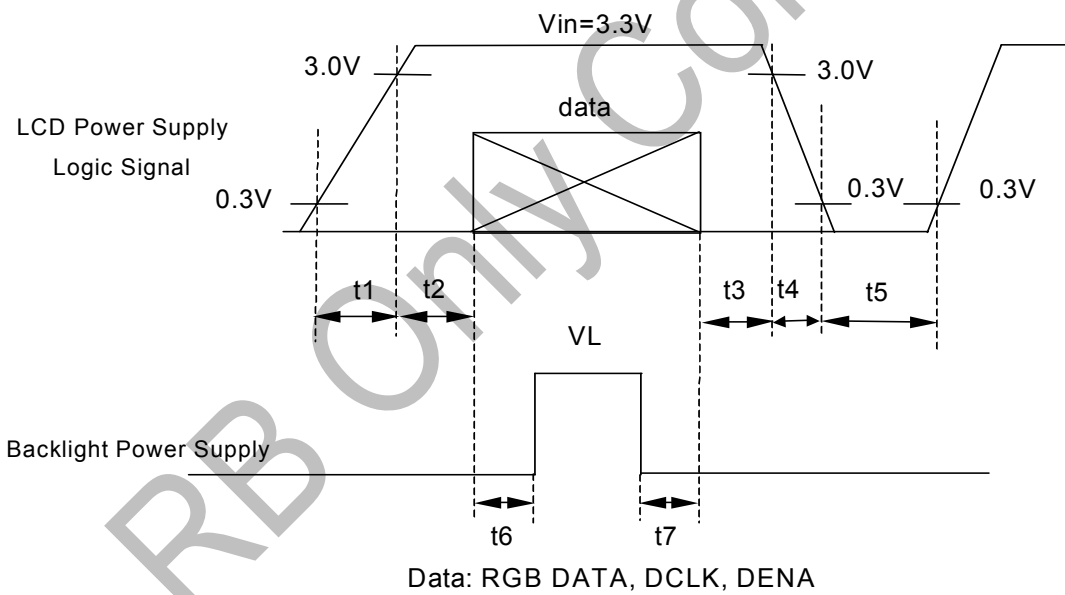 Vin=3.3V
3.0V
3.0V
data
LCD Power Supply
Logic Signal
0.3V
0.3V
0.3V
t1
t2
t3
t4
t5
VL
Backlight Power Supply
t6
t7
Data: RGB DATA, DCLK, DENA
RB Only Co